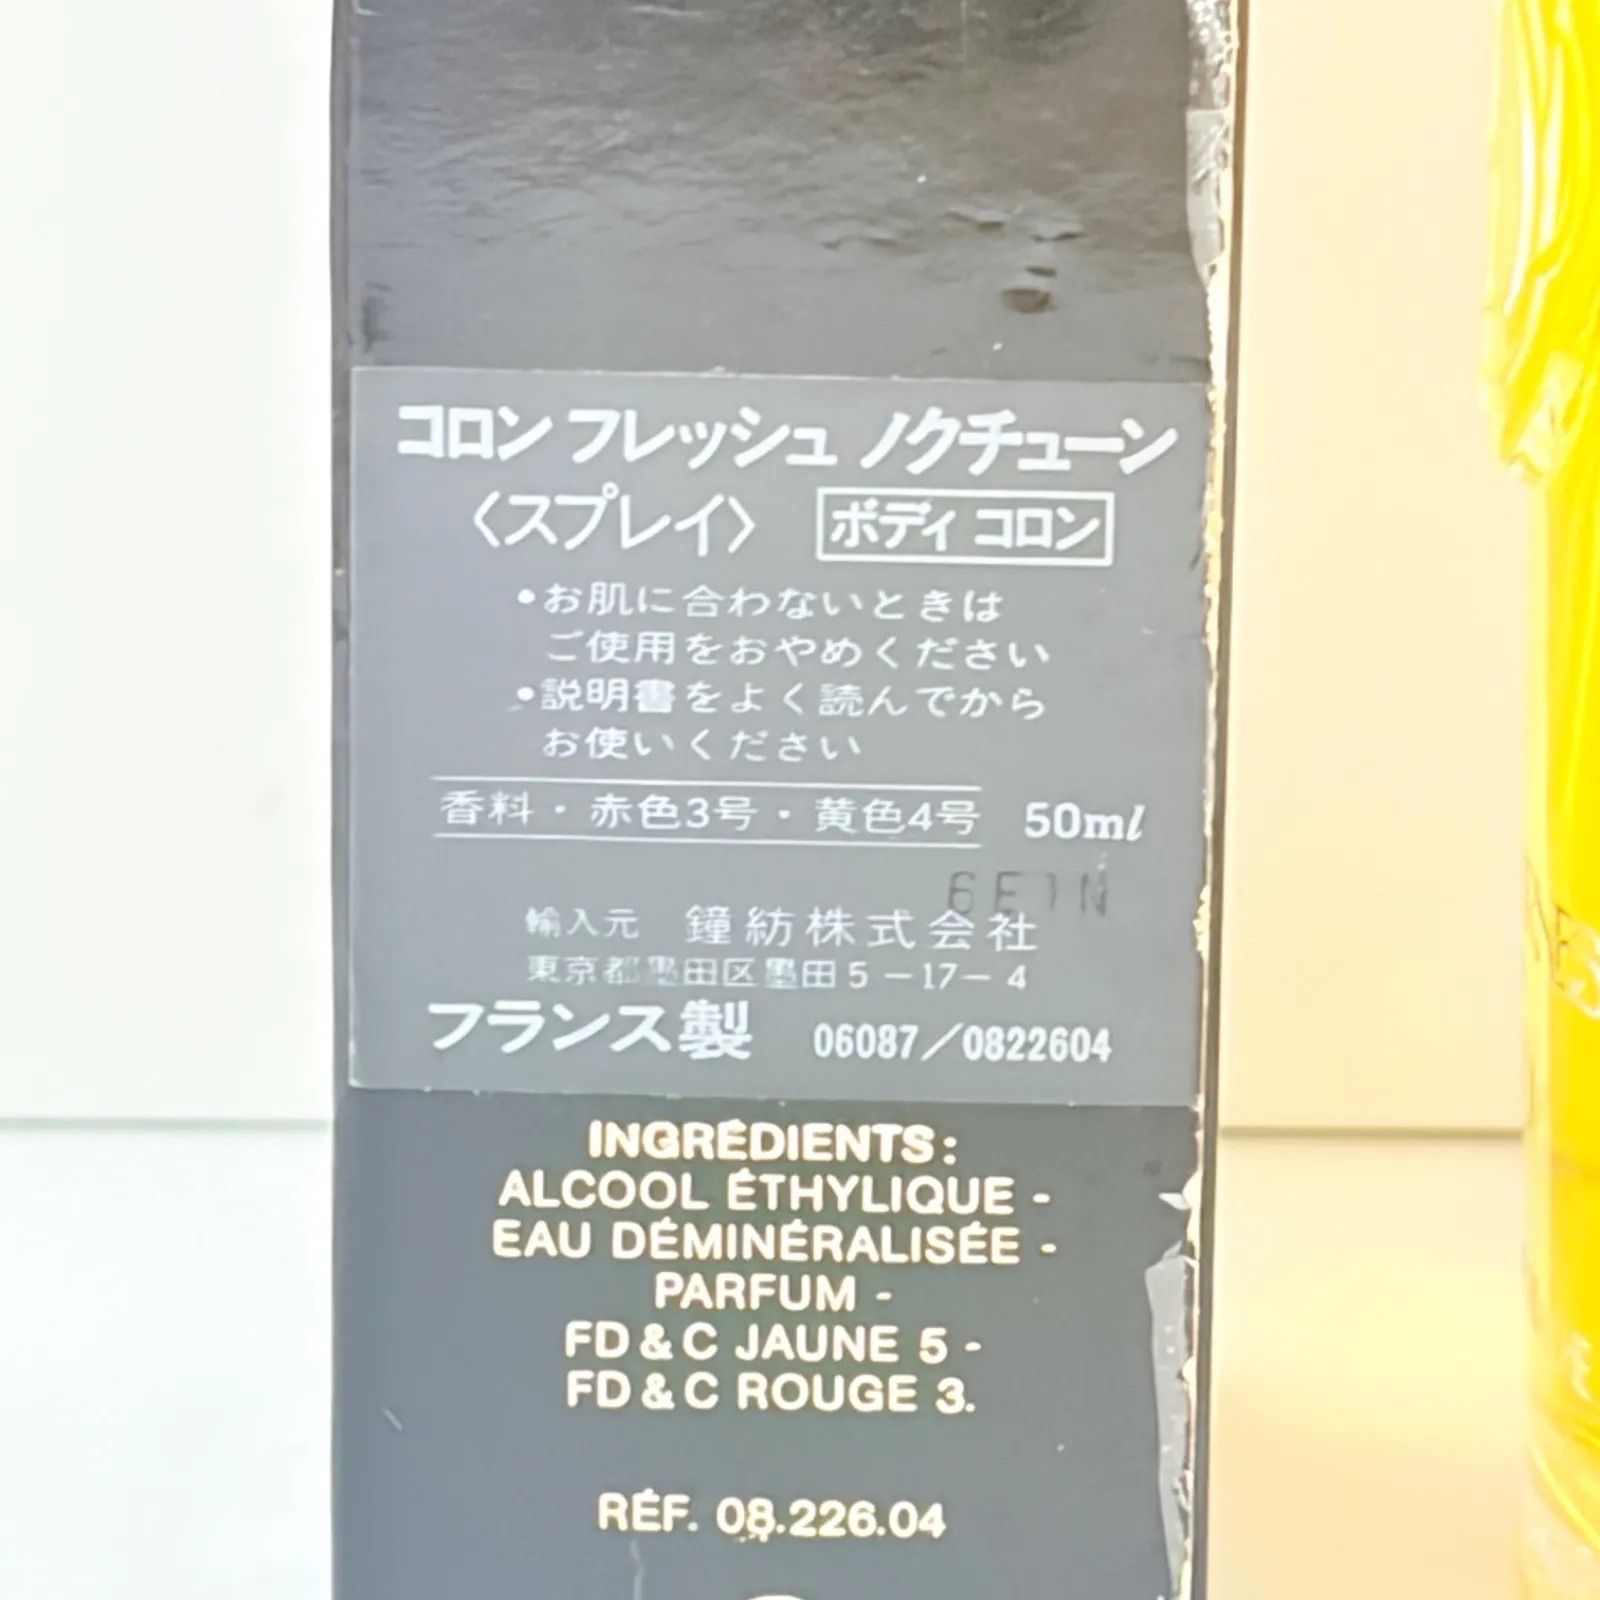 コロン フレッシュ ノクチューン
〈スプレイ〉 ボディ コロン
•お肌に合わないときは
ご使用をおやめください
•説明書をよく読んでから
お使いください
香料・赤色3号・黄色4号 50ml
6E1N
輸入元 鐘紡株式会社
東京都墨田区墨田5-17-4
フランス製 06087/0822604
INGRÉDIENTS:
ALCOOL ÉTHYLIQUE -
EAU DÉMINÉRALISÉE -
PARFUM -
FD & C JAUNE 5 -
FD & C ROUGE 3.
RÉF. 08.226.04